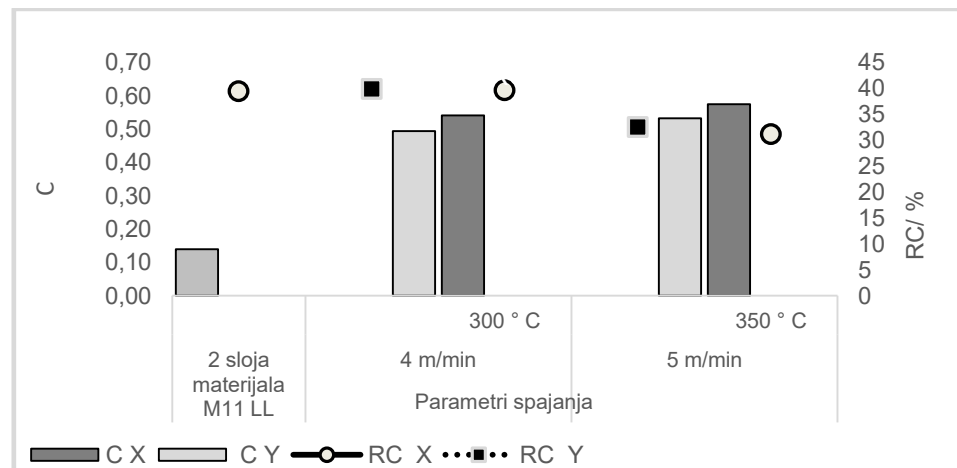 0,70
0,60
0,50
0,40
0,30
0,20
0,10
0,00
C
45
40
35
30
25
20
15
10
5
0
RC/ %
300 ° C
350 ° C
2 sloja
materijala
M11 LL
4 m/min
5 m/min
Parametri spajanja
C X
C Y
RC X
RC Y